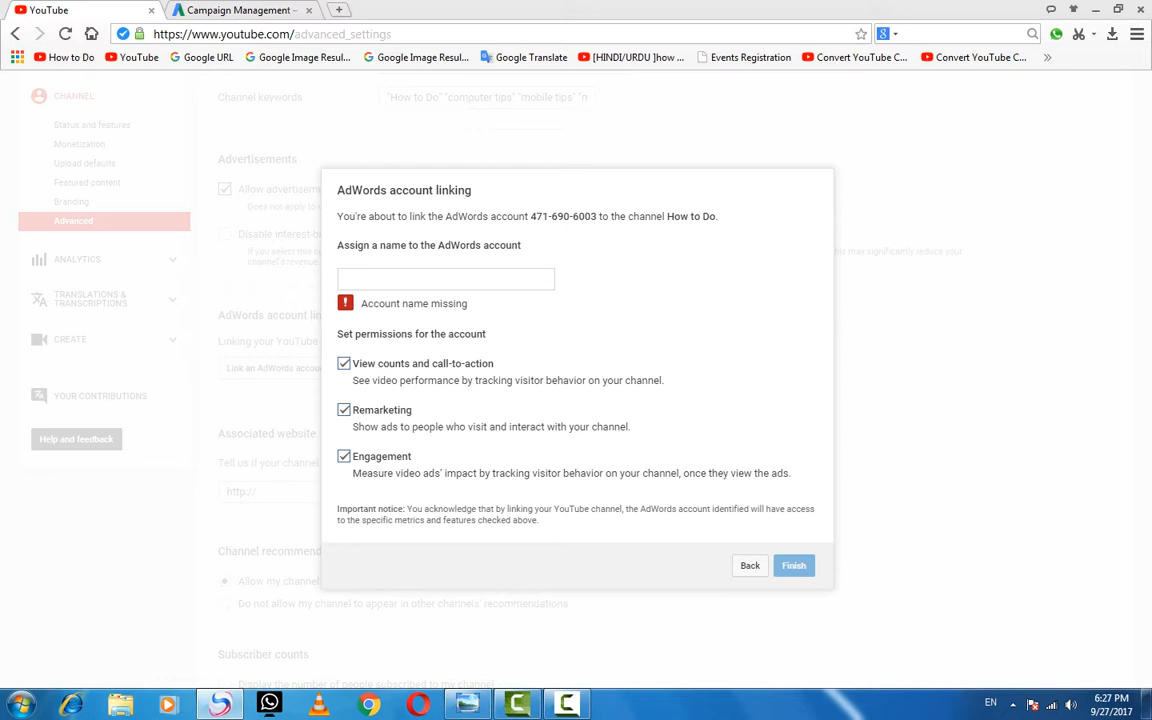 YouTube
Campaign Management –
https://www.youtube.com/advanced_settings
How to Do
YouTube
Google URL
Google Image Resul...
Google Image Resul...
Google Translate
[HINDI/URDU ]how ...
Events Registration
Convert YouTube C...
Convert YouTube C...
CHANNEL
Status and features
Monetization
Upload defaults
Featured content
Branding
Advanced
ANALYTICS
TRANSLATIONS &
TRANSCRIPTIONS
CREATE
YOUR CONTRIBUTIONS
Help and feedback
Channel keywords
"How to Do" "computer tips" "mobile tips" "n
Advertisements
Allow advertisem
Does not apply to
Disable interest-b
If you select this op
his may significantly reduce your
channel's revenue.
AdWords account lin
Linking your YouTube
Link an AdWords accou
Associated website
Tell us if your channel
http://
Channel recommend
Allow my channel
Do not allow my channel to appear in other channels' recommendations
Subscriber counts
Display the number of people subscribed to my channel
AdWords account linking
You're about to link the AdWords account 471-690-6003 to the channel How to Do.
Assign a name to the AdWords account
Account name missing
Set permissions for the account
View counts and call-to-action
See video performance by tracking visitor behavior on your channel.
Remarketing
Show ads to people who visit and interact with your channel.
Engagement
Measure video ads' impact by tracking visitor behavior on your channel, once they view the ads.
Important notice: You acknowledge that by linking your YouTube channel, the AdWords account identified will have access
to the specific metrics and features checked above.
Back
Finish
EN
6:27 PM
9/27/2017